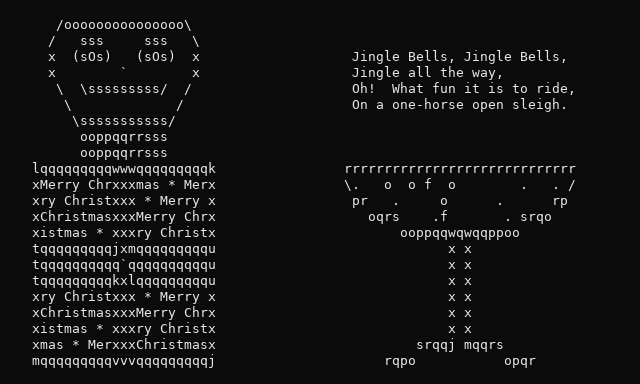 /ooooooooooooooo\
/   sss     sss   \
x  (sOs)   (sOs)  x                   Jingle Bells, Jingle Bells,
x        `        x                   Jingle all the way,
\  \sssssssss/  /                    Oh!  What fun it is to ride,
\             /                     On a one-horse open sleigh.
\sssssssssss/
ooppqqrrsss
ooppqqrrsss
lqqqqqqqqqwwwqqqqqqqqqk                rrrrrrrrrrrrrrrrrrrrrrrrrrrrr
xMerry Chrxxxmas * Merx                \.   o  o f  o        .   . /
xry Christxxx * Merry x                 pr   .     o      .      rp
xChristmasxxxMerry Chrx                   oqrs    .f       . srqo
xistmas * xxxry Christx                       ooppqqwqwqqppoo
tqqqqqqqqqjxmqqqqqqqqqu                             x x
tqqqqqqqqqq`qqqqqqqqqqu                             x x
tqqqqqqqqqkxlqqqqqqqqqu                             x x
xry Christxxx * Merry x                             x x
xChristmasxxxMerry Chrx                             x x
xistmas * xxxry Christx                             x x
xmas * MerxxxChristmasx                         srqqj mqqrs
mqqqqqqqqqvvvqqqqqqqqqj                     rqpo           opqr